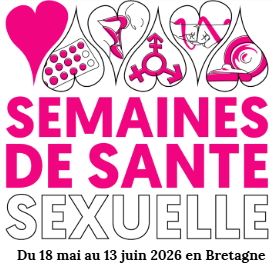 SEMAINES
DE SANTE
SEXUELLE
Du 18 mai au 13 juin 2026 en Bretagne